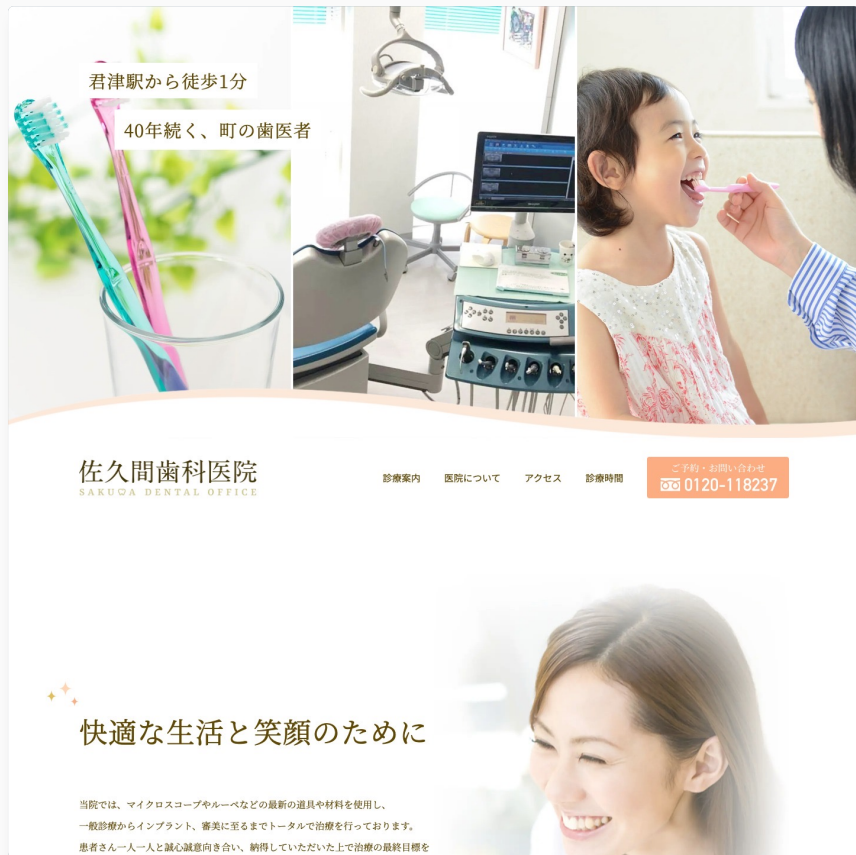 君津駅から徒歩1分
40年続く、町の歯医者
佐久間歯科医院
SAKUMA DENTAL OFFICE
診療案内
医院について
アクセス
診療時間
ご予約・お問い合わせ
0120-118237
快適な生活と笑顔のために
当院では、マイクロスコープやルーペなどの最新の道具や材料を使用し、
一般診療からインプラント、審美に至るまでトータルで治療を行っております。
患者さん一人一人と誠心誠意向き合い、納得していただいた上で治療の最終目標を